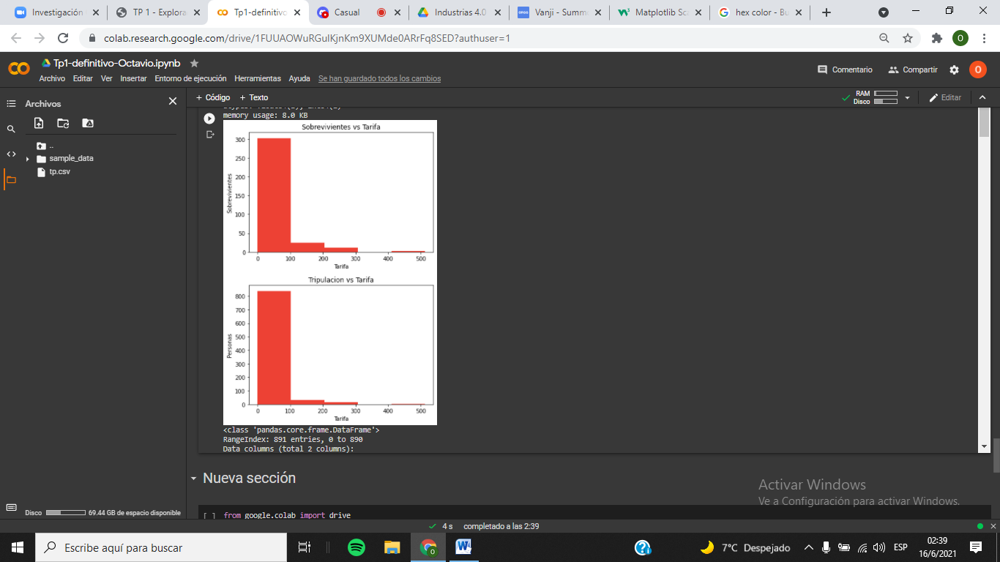 Investigación
TP 1 - Explora
Tp1-definitivo
Casual
Industrias 4.0
Vanji - Summ
Matplotlib Sc
hex color - Bu
colab.research.google.com/drive/1FUUAOWuRGulKjnKm9XUMde0ARrFq8SED?authuser=1
O
Tp1-definitivo-Octavio.ipynb
Archivo Editar Ver Insertar Entorno de ejecución Herramientas Ayuda Se han guardado todos los cambios
Comentario Compartir O
Archivos
+ Código + Texto
RAM
Disco
Editar
..
sample_data
tp.csv
memory usage: 8.0 KB
Sobrevivientes vs Tarifa
Sobrevivientes
300
250
200
150
100
50
0
0 100 200 300 400 500
Tarifa
Tripulacion vs Tarifa
Personas
800
700
600
500
400
300
200
100
0
0 100 200 300 400 500
Tarifa
<class 'pandas.core.frame.DataFrame'>
RangeIndex: 891 entries, 0 to 890
Data columns (total 2 columns):
Nueva sección
[ ] from google.colab import drive
Activar Windows
Ve a Configuración para activar Windows.
Disco 69.44 GB de espacio disponible
4 s completado a las 2:39
Escribe aquí para buscar
7°C Despejado
ESP
02:39
16/6/2021